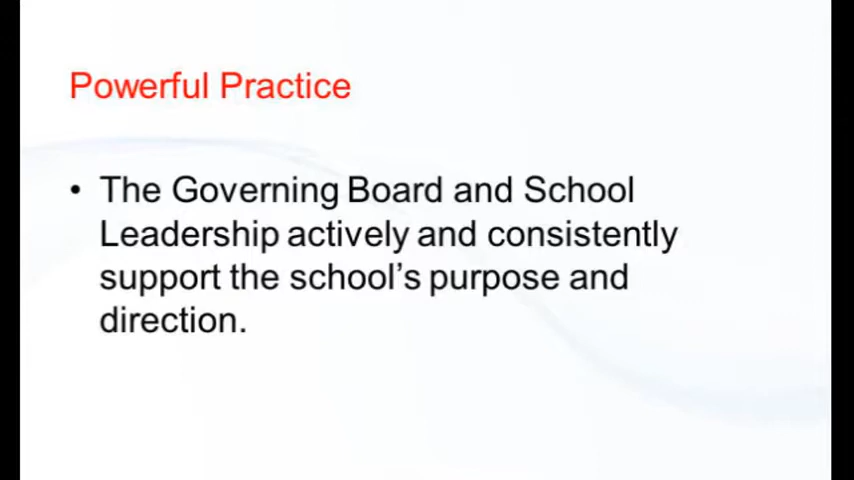 Powerful Practice
• The Governing Board and School
Leadership actively and consistently
support the school’s purpose and
direction.